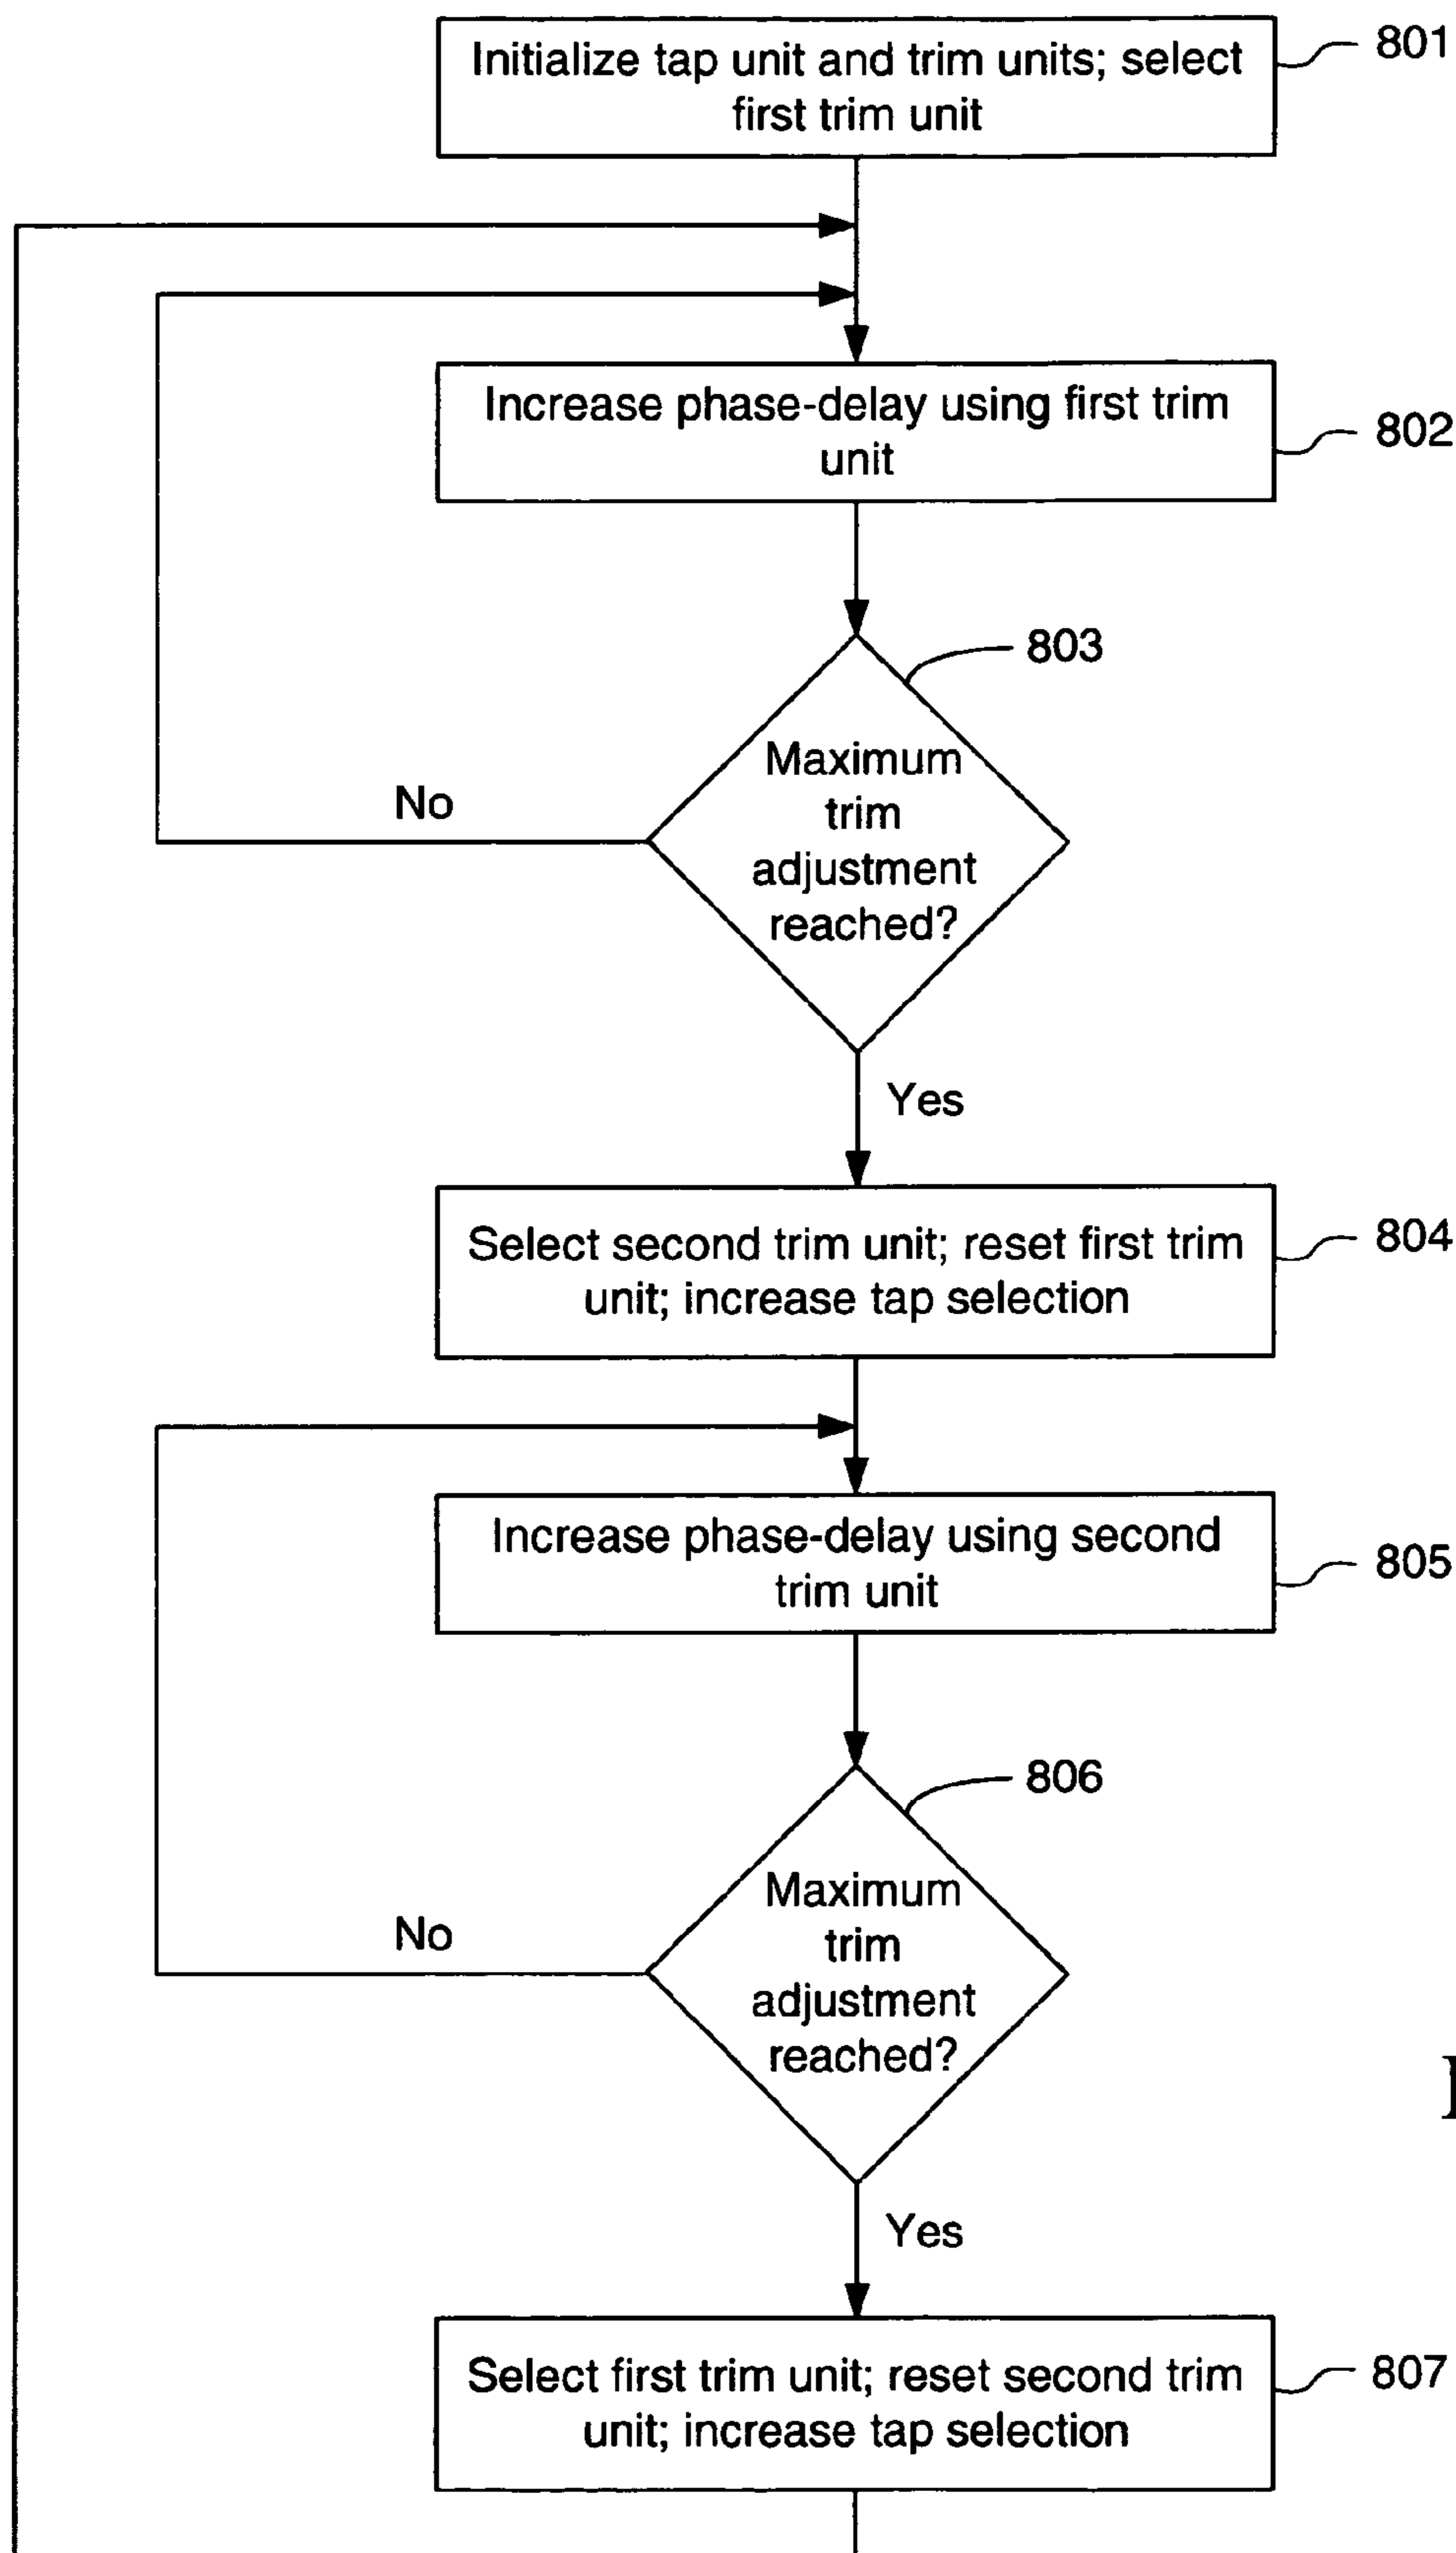 Initialize tap unit and trim units; select
first trim unit
801
Increase phase-delay using first trim
unit
802
803
Maximum
trim
adjustment
reached?
No
Yes
Select second trim unit; reset first trim
unit; increase tap selection
804
Increase phase-delay using second
trim unit
805
806
Maximum
trim
adjustment
reached?
No
Yes
Select first trim unit; reset second trim
unit; increase tap selection
807